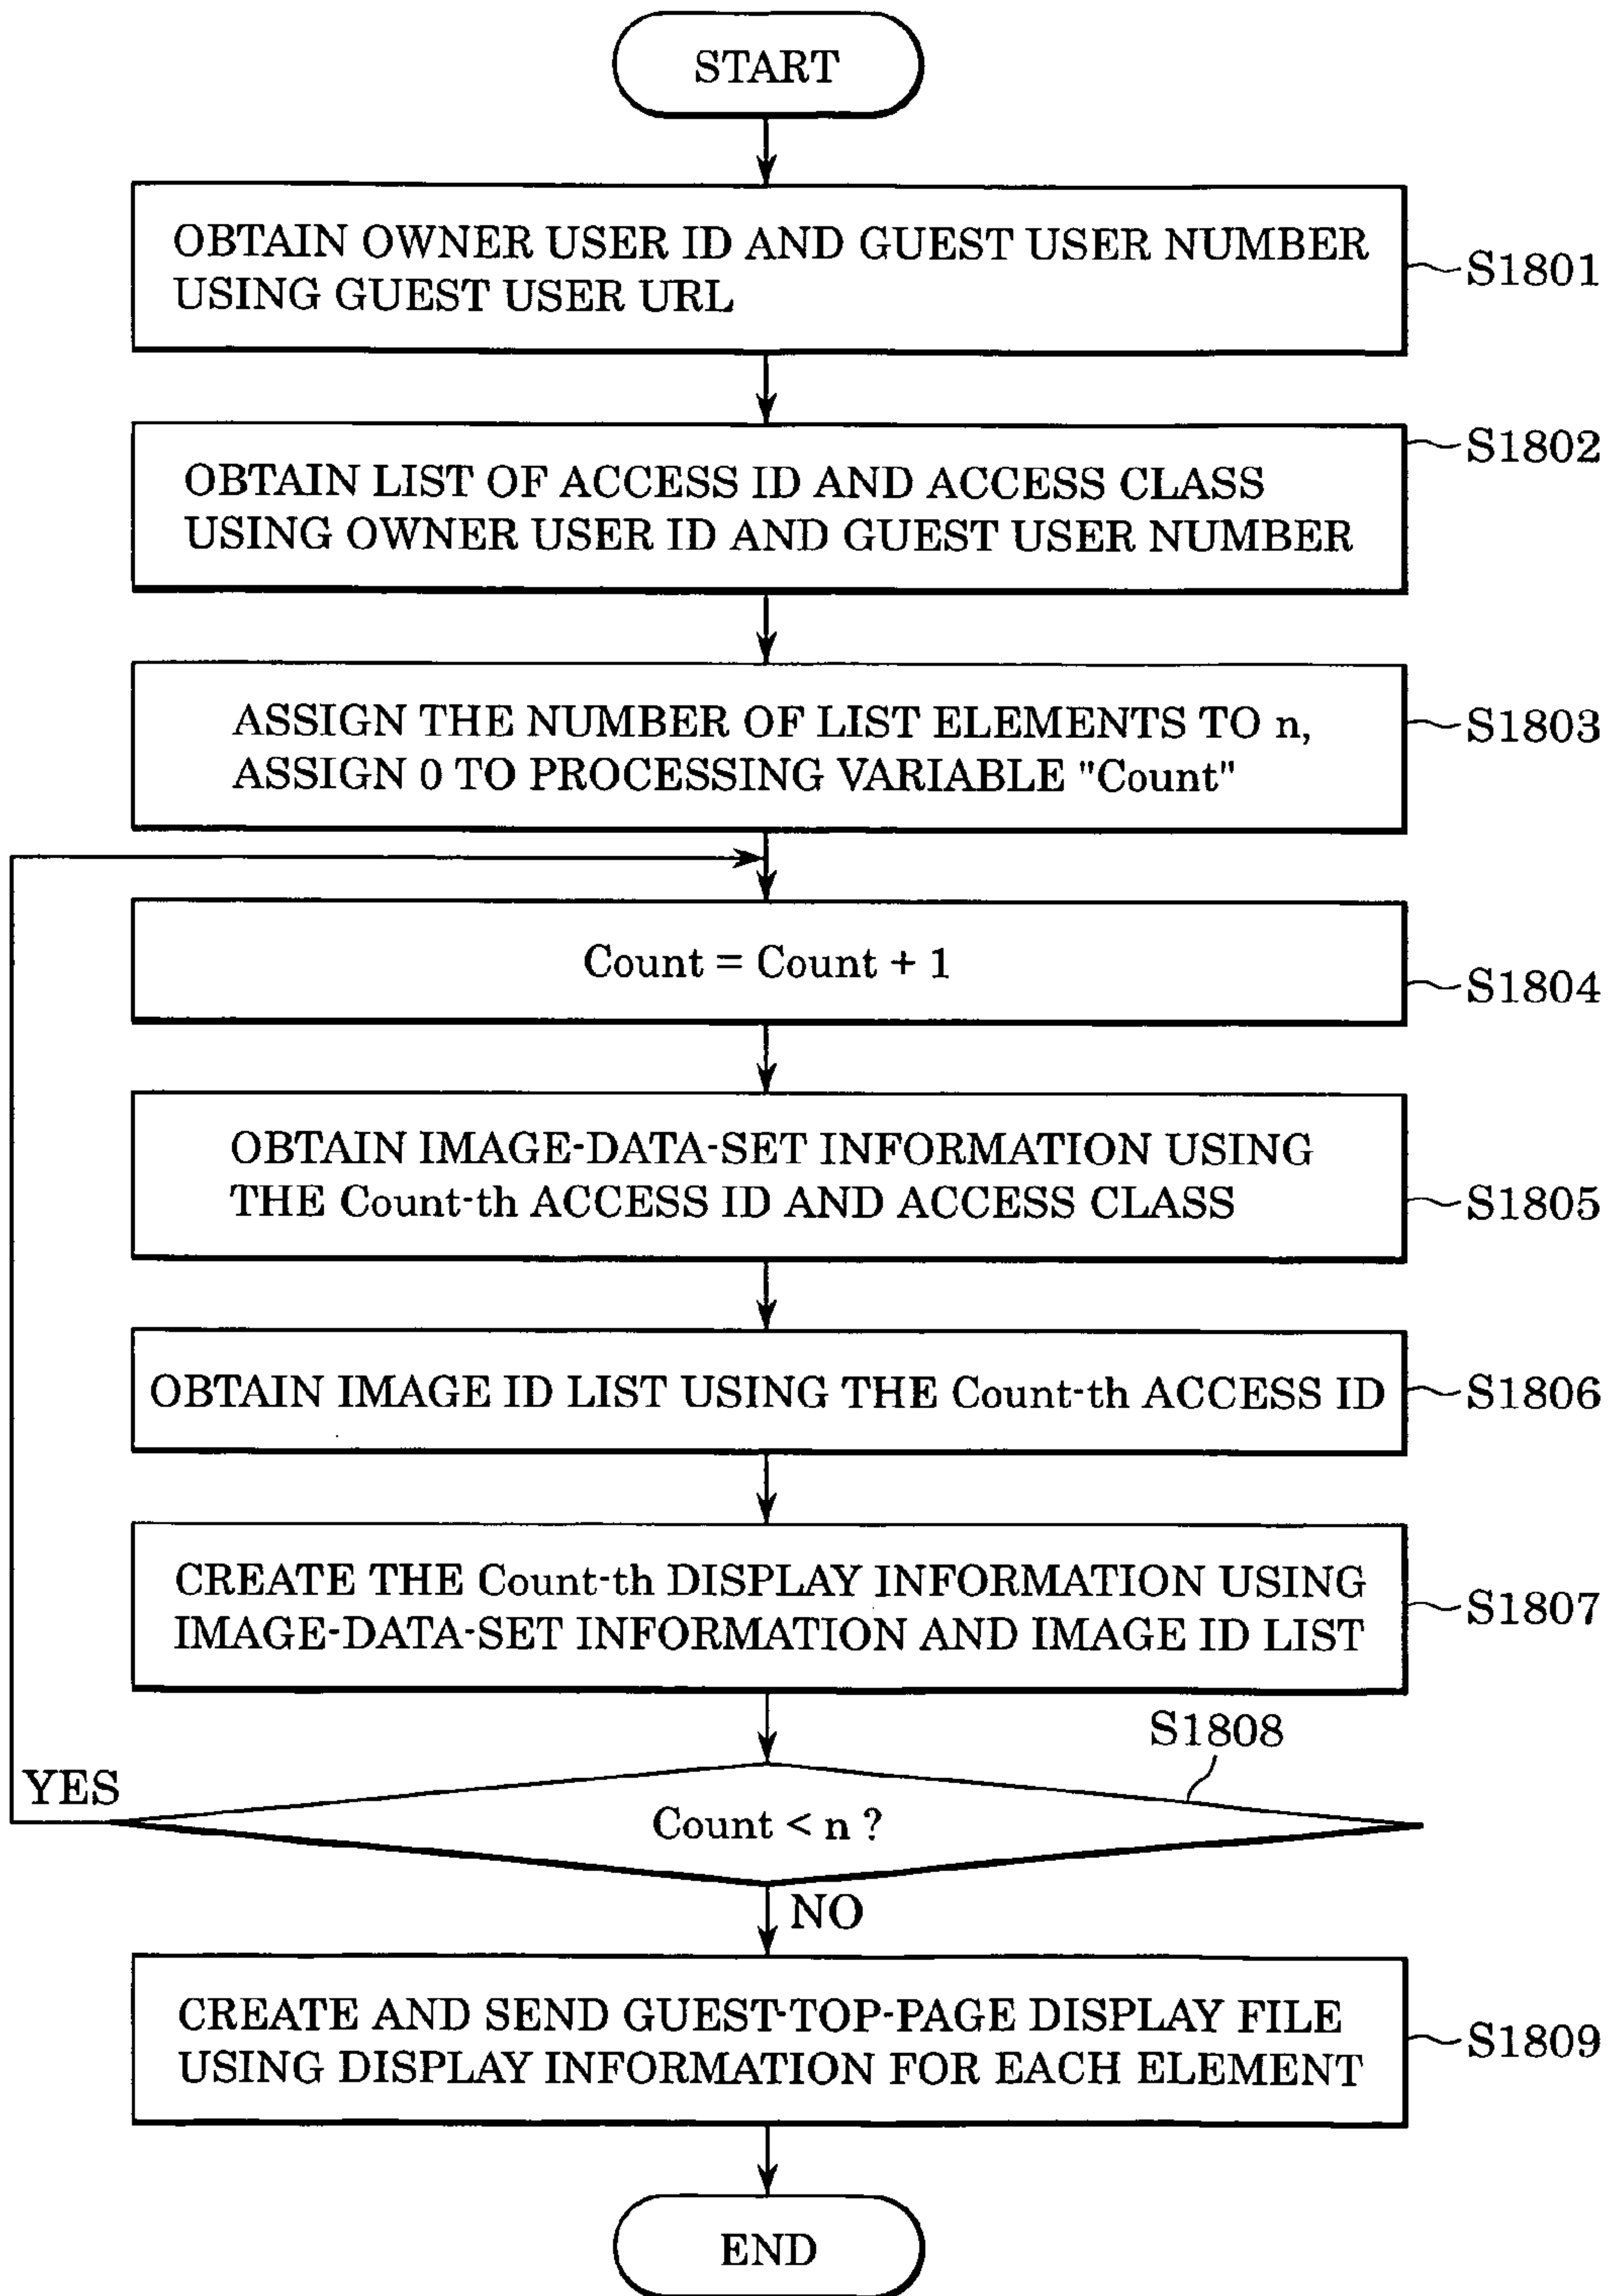 START
OBTAIN OWNER USER ID AND GUEST USER NUMBER
USING GUEST USER URL
S1801
OBTAIN LIST OF ACCESS ID AND ACCESS CLASS
USING OWNER USER ID AND GUEST USER NUMBER
S1802
ASSIGN THE NUMBER OF LIST ELEMENTS TO n,
ASSIGN 0 TO PROCESSING VARIABLE "Count"
S1803
Count = Count + 1
S1804
OBTAIN IMAGE-DATA-SET INFORMATION USING
THE Count-th ACCESS ID AND ACCESS CLASS
S1805
OBTAIN IMAGE ID LIST USING THE Count-th ACCESS ID
S1806
CREATE THE Count-th DISPLAY INFORMATION USING
IMAGE-DATA-SET INFORMATION AND IMAGE ID LIST
S1807
S1808
YES
Count < n ?
NO
CREATE AND SEND GUEST-TOP-PAGE DISPLAY FILE
USING DISPLAY INFORMATION FOR EACH ELEMENT
S1809
END